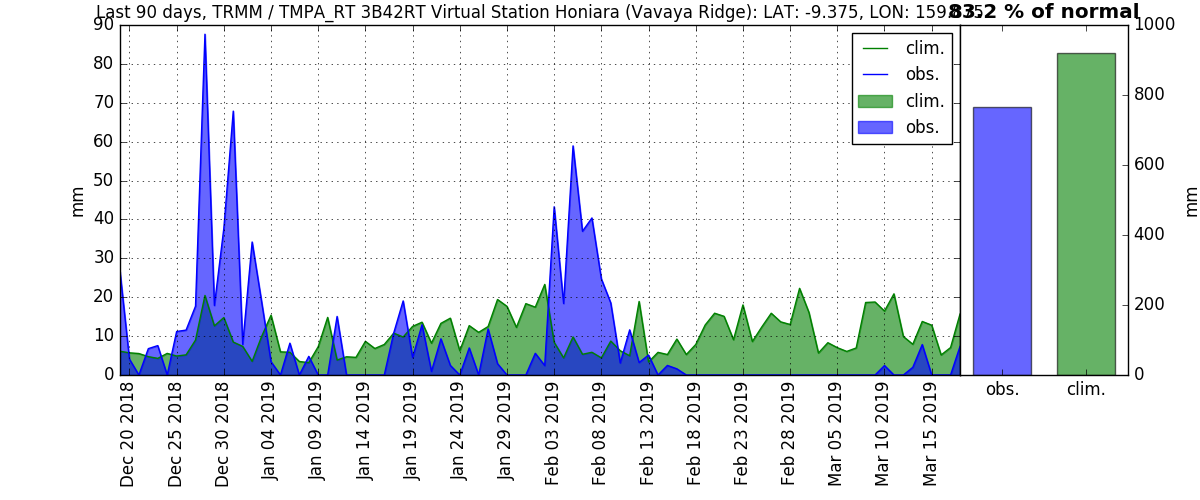 Last 90 days, TRMM / TMPA_RT 3B42RT Virtual Station Honiara (Vavaya Ridge): LAT: -9.375, LON:
83.2 % of normal
90
80
70
60
50
40
30
20
10
0
mm
clim.
obs.
clim.
obs.
1000
800
600
400
200
0
mm
obs.
clim.
Dec 20 2018
Dec 25 2018
Dec 30 2018
Jan 04 2019
Jan 09 2019
Jan 14 2019
Jan 19 2019
Jan 24 2019
Jan 29 2019
Feb 03 2019
Feb 08 2019
Feb 13 2019
Feb 18 2019
Feb 23 2019
Feb 28 2019
Mar 05 2019
Mar 10 2019
Mar 15 2019